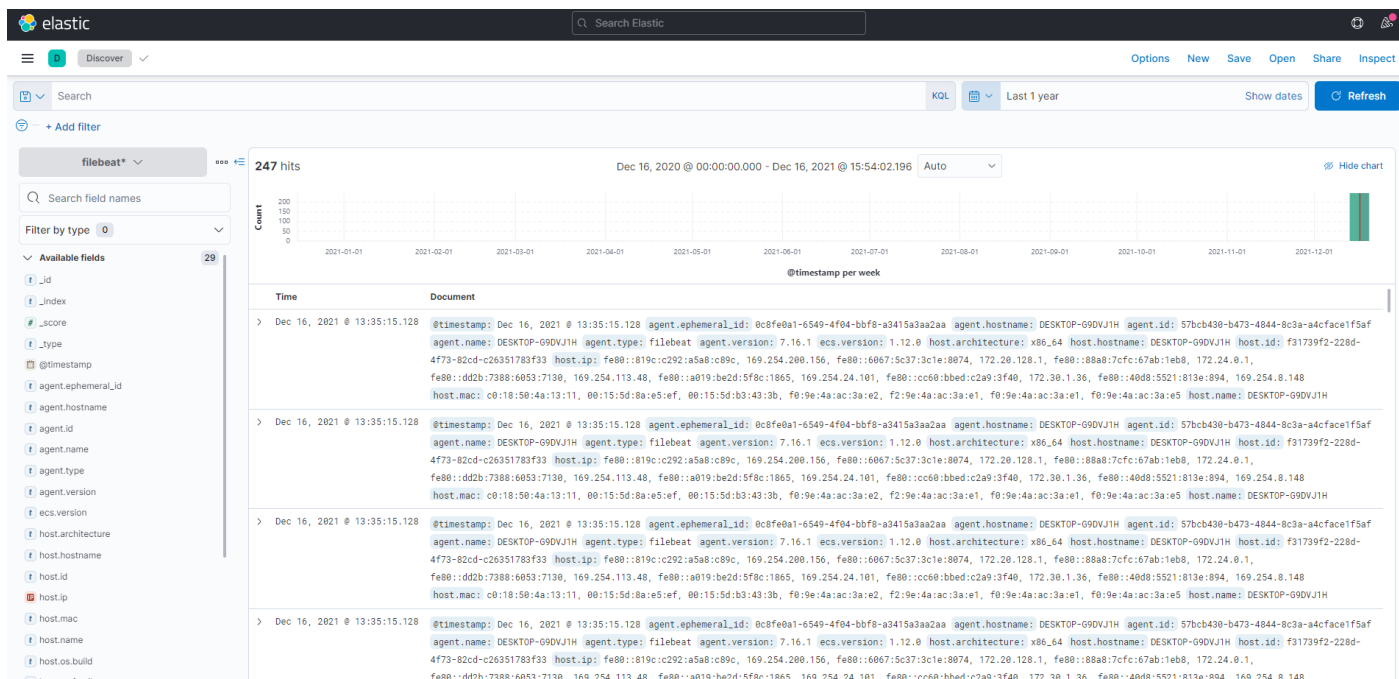 elastic
Search Elastic
D Discover
Options New Save Open Share Inspect
Search KQL Last 1 year Show dates Refresh
+ Add filter
filebeat*
Search field names
Filter by type 0
Available fields 29
t _id
t _index
# _score
t _type
@timestamp
t agent.ephemeral_id
t agent.hostname
t agent.id
t agent.name
t agent.type
t agent.version
t ecs.version
t host.architecture
t host.hostname
t host.id
IP host.ip
t host.mac
t host.name
t host.os.build
247 hits Dec 16, 2020 @ 00:00:00.000 - Dec 16, 2021 @ 15:54:02.196 Auto Hide chart
Count
200
150
100
50
0
2021-01-01 2021-02-01 2021-03-01 2021-04-01 2021-05-01 2021-06-01 2021-07-01 2021-08-01 2021-09-01 2021-10-01 2021-11-01 2021-12-01
@timestamp per week
Time Document
Dec 16, 2021 @ 13:35:15.128 @timestamp: Dec 16, 2021 @ 13:35:15.128 agent.ephemeral_id: 0c8fe0a1-6549-4f04-bbf8-a3415a3aa2aa agent.hostname: DESKTOP-G9DVJ1H agent.id: 57bcb430-b473-4844-8c3a-a4cface1f5af
agent.name: DESKTOP-G9DVJ1H agent.type: filebeat agent.version: 7.16.1 ecs.version: 1.12.0 host.architecture: x86_64 host.hostname: DESKTOP-G9DVJ1H host.id: f31739f2-228d-
4f73-82cd-c26351783f33 host.ip: fe80::819c:c292:a5a8:c89c, 169.254.200.156, fe80::6067:5c37:3c1e:8074, 172.20.128.1, fe80::88a8:7cfc:67ab:1eb8, 172.24.0.1,
fe80::dd2b:7388:6053:7130, 169.254.113.48, fe80::a019:be2d:5f8c:1865, 169.254.24.101, fe80::cc60:bbed:c2a9:3f40, 172.30.1.36, fe80::40d8:5521:813e:894, 169.254.8.148
host.mac: c0:18:50:4a:13:11, 00:15:5d:8a:e5:ef, 00:15:5d:b3:43:3b, f0:9e:4a:ac:3a:e2, f2:9e:4a:ac:3a:e1, f0:9e:4a:ac:3a:e1, f0:9e:4a:ac:3a:e5 host.name: DESKTOP-G9DVJ1H
Dec 16, 2021 @ 13:35:15.128 @timestamp: Dec 16, 2021 @ 13:35:15.128 agent.ephemeral_id: 0c8fe0a1-6549-4f04-bbf8-a3415a3aa2aa agent.hostname: DESKTOP-G9DVJ1H agent.id: 57bcb430-b473-4844-8c3a-a4cface1f5af
agent.name: DESKTOP-G9DVJ1H agent.type: filebeat agent.version: 7.16.1 ecs.version: 1.12.0 host.architecture: x86_64 host.hostname: DESKTOP-G9DVJ1H host.id: f31739f2-228d-
4f73-82cd-c26351783f33 host.ip: fe80::819c:c292:a5a8:c89c, 169.254.200.156, fe80::6067:5c37:3c1e:8074, 172.20.128.1, fe80::88a8:7cfc:67ab:1eb8, 172.24.0.1,
fe80::dd2b:7388:6053:7130, 169.254.113.48, fe80::a019:be2d:5f8c:1865, 169.254.24.101, fe80::cc60:bbed:c2a9:3f40, 172.30.1.36, fe80::40d8:5521:813e:894, 169.254.8.148
host.mac: c0:18:50:4a:13:11, 00:15:5d:8a:e5:ef, 00:15:5d:b3:43:3b, f0:9e:4a:ac:3a:e2, f2:9e:4a:ac:3a:e1, f0:9e:4a:ac:3a:e1, f0:9e:4a:ac:3a:e5 host.name: DESKTOP-G9DVJ1H
Dec 16, 2021 @ 13:35:15.128 @timestamp: Dec 16, 2021 @ 13:35:15.128 agent.ephemeral_id: 0c8fe0a1-6549-4f04-bbf8-a3415a3aa2aa agent.hostname: DESKTOP-G9DVJ1H agent.id: 57bcb430-b473-4844-8c3a-a4cface1f5af
agent.name: DESKTOP-G9DVJ1H agent.type: filebeat agent.version: 7.16.1 ecs.version: 1.12.0 host.architecture: x86_64 host.hostname: DESKTOP-G9DVJ1H host.id: f31739f2-228d-
4f73-82cd-c26351783f33 host.ip: fe80::819c:c292:a5a8:c89c, 169.254.200.156, fe80::6067:5c37:3c1e:8074, 172.20.128.1, fe80::88a8:7cfc:67ab:1eb8, 172.24.0.1,
fe80::dd2b:7388:6053:7130, 169.254.113.48, fe80::a019:be2d:5f8c:1865, 169.254.24.101, fe80::cc60:bbed:c2a9:3f40, 172.30.1.36, fe80::40d8:5521:813e:894, 169.254.8.148
host.mac: c0:18:50:4a:13:11, 00:15:5d:8a:e5:ef, 00:15:5d:b3:43:3b, f0:9e:4a:ac:3a:e2, f2:9e:4a:ac:3a:e1, f0:9e:4a:ac:3a:e1, f0:9e:4a:ac:3a:e5 host.name: DESKTOP-G9DVJ1H
Dec 16, 2021 @ 13:35:15.128 @timestamp: Dec 16, 2021 @ 13:35:15.128 agent.ephemeral_id: 0c8fe0a1-6549-4f04-bbf8-a3415a3aa2aa agent.hostname: DESKTOP-G9DVJ1H agent.id: 57bcb430-b473-4844-8c3a-a4cface1f5af
agent.name: DESKTOP-G9DVJ1H agent.type: filebeat agent.version: 7.16.1 ecs.version: 1.12.0 host.architecture: x86_64 host.hostname: DESKTOP-G9DVJ1H host.id: f31739f2-228d-
4f73-82cd-c26351783f33 host.ip: fe80::819c:c292:a5a8:c89c, 169.254.200.156, fe80::6067:5c37:3c1e:8074, 172.20.128.1, fe80::88a8:7cfc:67ab:1eb8, 172.24.0.1,
fe80::dd2b:7388:6053:7130, 169.254.113.48, fe80::a019:be2d:5f8c:1865, 169.254.24.101, fe80::cc60:bbed:c2a9:3f40, 172.30.1.36, fe80::40d8:5521:813e:894, 169.254.8.148